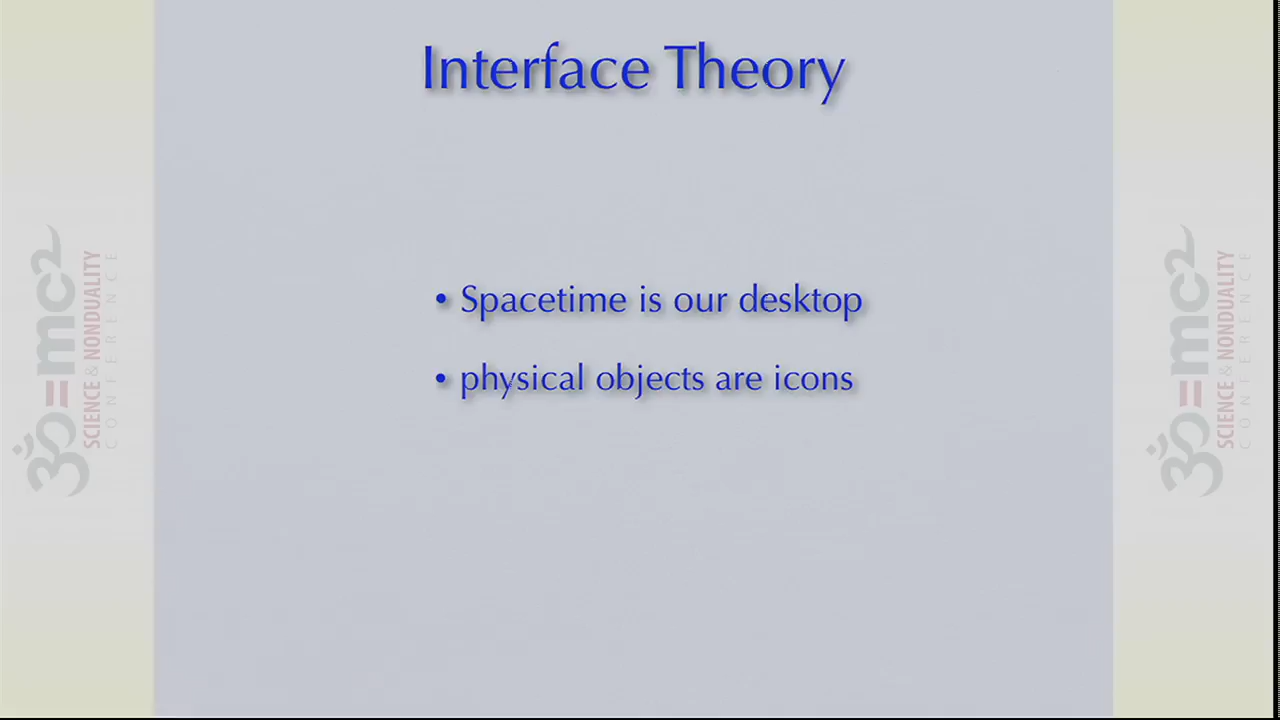 Interface Theory
• Spacetime is our desktop
• physical objects are icons
ॐ=mc2
SCIENCE & NONDUALITY
CONFERENCE
ॐ=mc2
SCIENCE & NONDUALITY
CONFERENCE